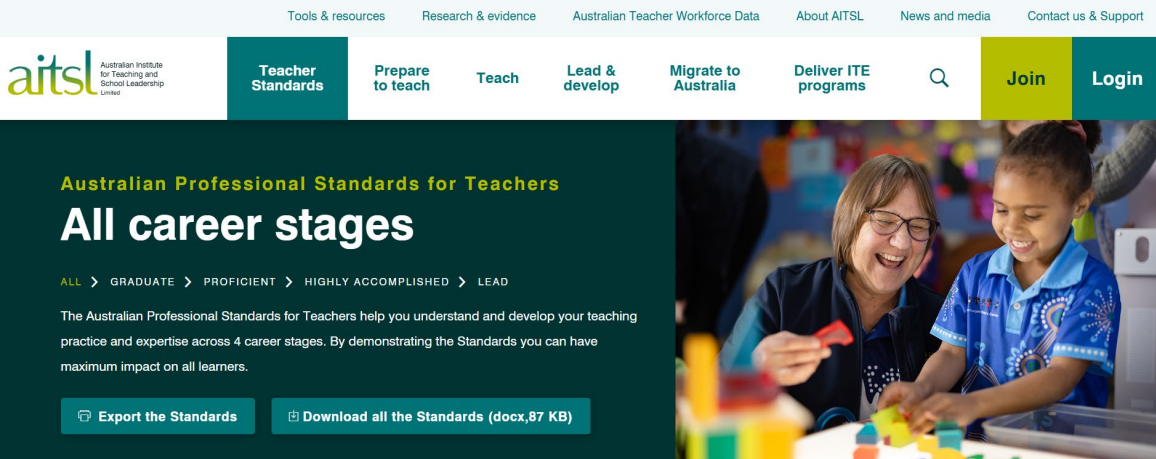 Tools & resources
Research & evidence
Australian Teacher Workforce Data
About AITSL
News and media
Contact us & Support
aitsl
Australian Institute
for Teaching and
School Leadership
Limited
Teacher
Standards
Prepare
to teach
Teach
Lead &
develop
Migrate to
Australia
Deliver ITE
programs
Join
Login
Australian Professional Standards for Teachers
All career stages
ALL > GRADUATE > PROFICIENT > HIGHLY ACCOMPLISHED > LEAD
The Australian Professional Standards for Teachers help you understand and develop your teaching
practice and expertise across 4 career stages. By demonstrating the Standards you can have
maximum impact on all learners.
Export the Standards
Download all the Standards (docx,87 KB)